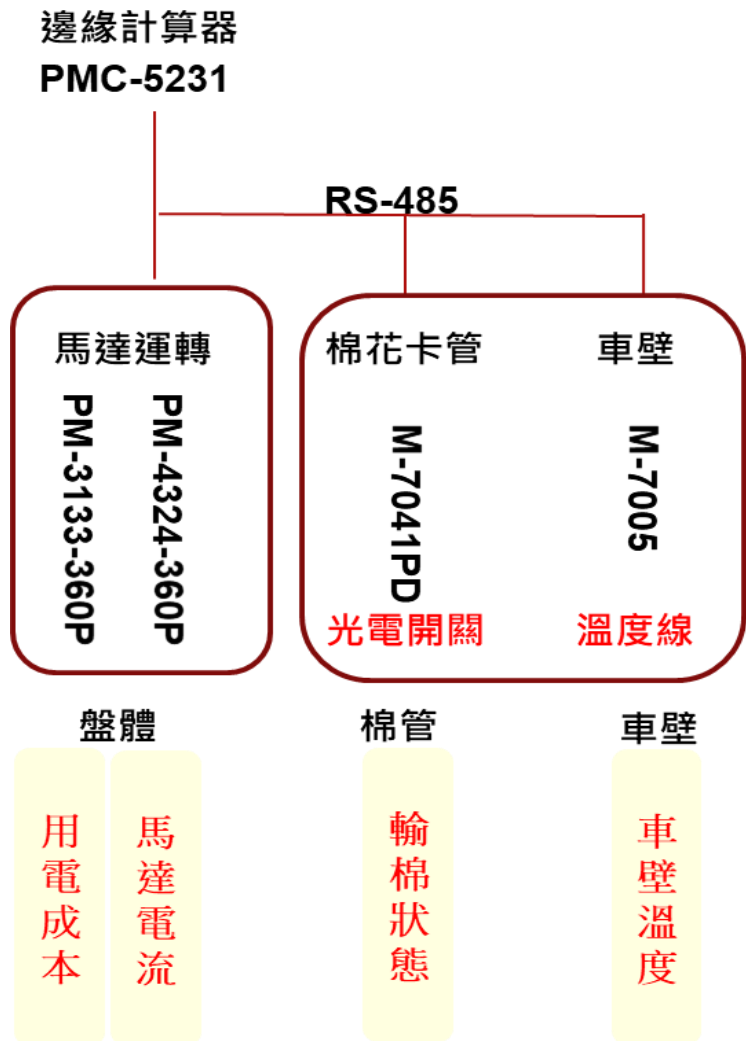 邊緣計算器
PMC-5231
RS-485
馬達運轉
PM-3133-360P
PM-4324-360P
棉花卡管
M-7041PD
光電開關
車壁
M-7005
溫度線
盤體
棉管
車壁
用電成本
馬達電流
輸棉狀態
車壁溫度